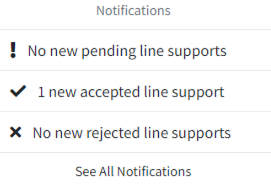 Notifications
No new pending line supports
1 new accepted line support
No new rejected line supports
See All Notifications